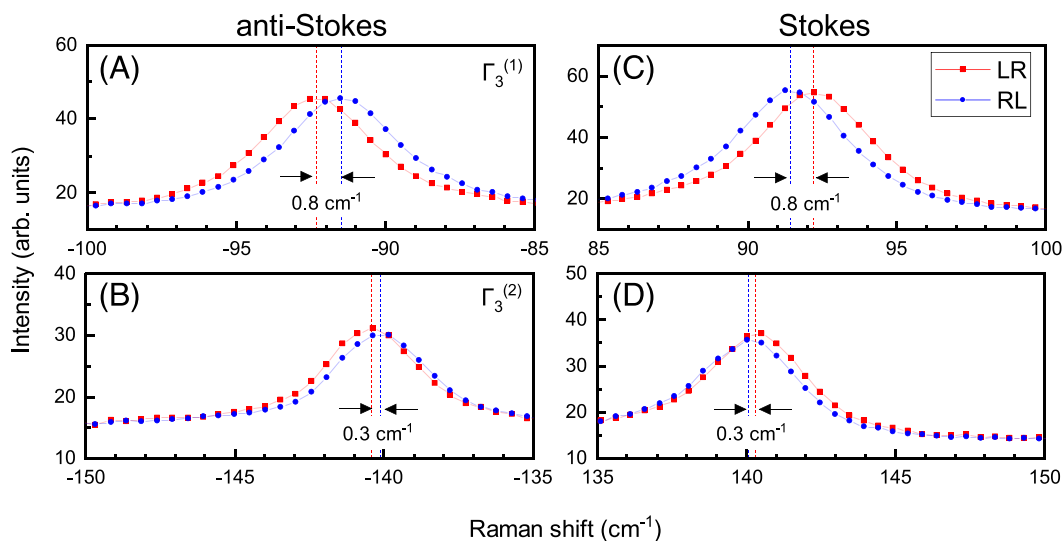 anti-Stokes
Stokes
Intensity (arb. units)
(A)
Γ₃⁽¹⁾
60
40
20
0.8 cm⁻¹
-100
-95
-90
-85
(C)
LR
RL
60
40
20
0.8 cm⁻¹
85
90
95
100
(B)
Γ₃⁽²⁾
40
30
20
10
0.3 cm⁻¹
-150
-145
-140
-135
(D)
50
40
30
20
10
0.3 cm⁻¹
135
140
145
150
Raman shift (cm⁻¹)